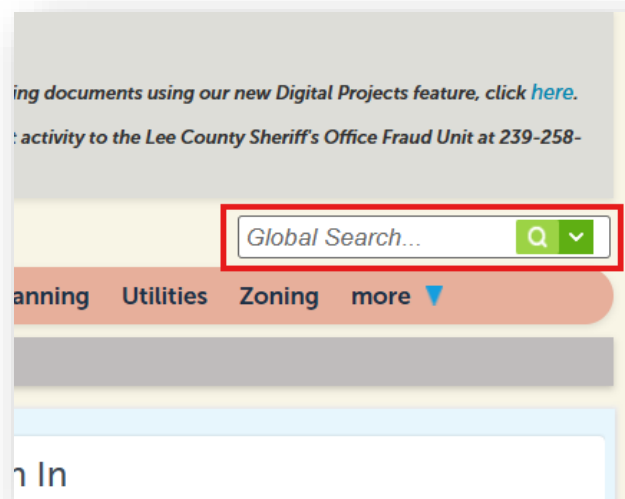 ing documents using our new Digital Projects feature, click here.
activity to the Lee County Sheriff's Office Fraud Unit at 239-258-
Global Search...
anning Utilities Zoning more
n In